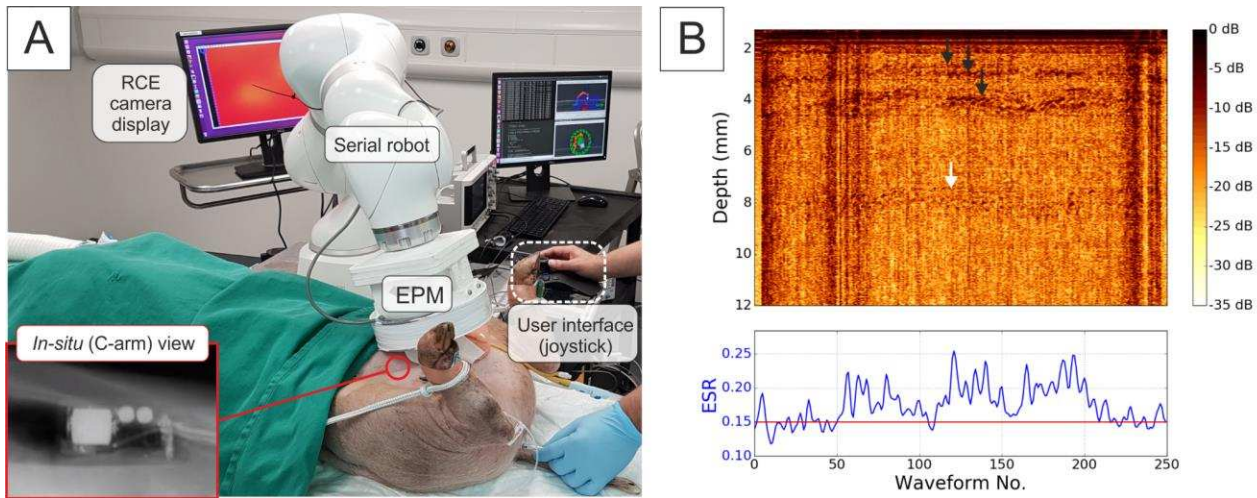 A
RCE
camera
display
Serial robot
EPM
User interface
(joystick)
In-situ (C-arm) view
B
Depth (mm)
2
4
6
8
10
12
0 dB
-5 dB
-10 dB
-15 dB
-20 dB
-25 dB
-30 dB
-35 dB
ESR
0.25
0.20
0.15
0.10
0 50 100 150 200 250
Waveform No.